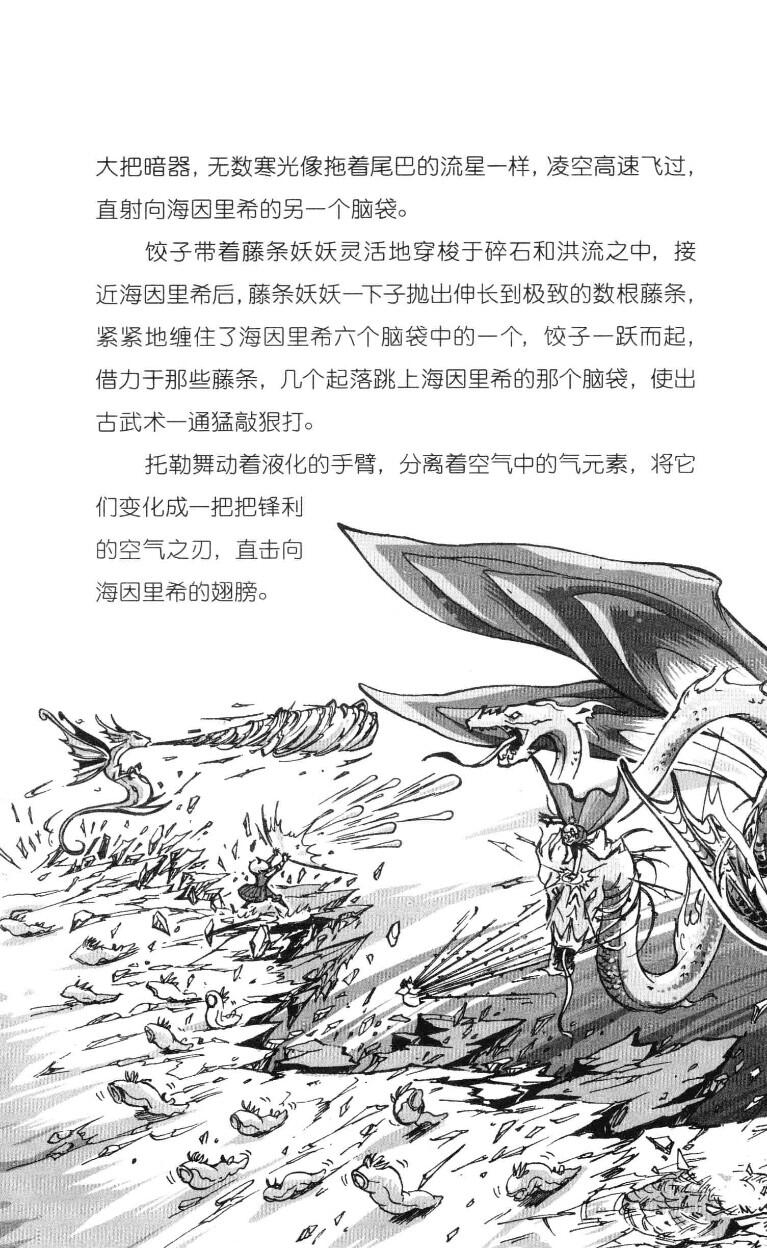 大把暗器，无数寒光像拖着尾巴的流星一样，凌空高速飞过，
直射向海因里希的另一个脑袋。
饺子带着藤条妖妖灵活地穿梭于碎石和洪流之中，接
近海因里希后，藤条妖妖一下子抛出伸长到极致的数根藤条，
紧紧地缠住了海因里希六个脑袋中的一个，饺子一跃而起，
借力于那些藤条，几个起落跳上海因里希的那个脑袋，使出
古武术一通猛敲狠打。
托勒舞动着液化的手臂，分离着空气中的气元素，将它
们变化成一把把锋利
的空气之刃，直击向
海因里希的翅膀。